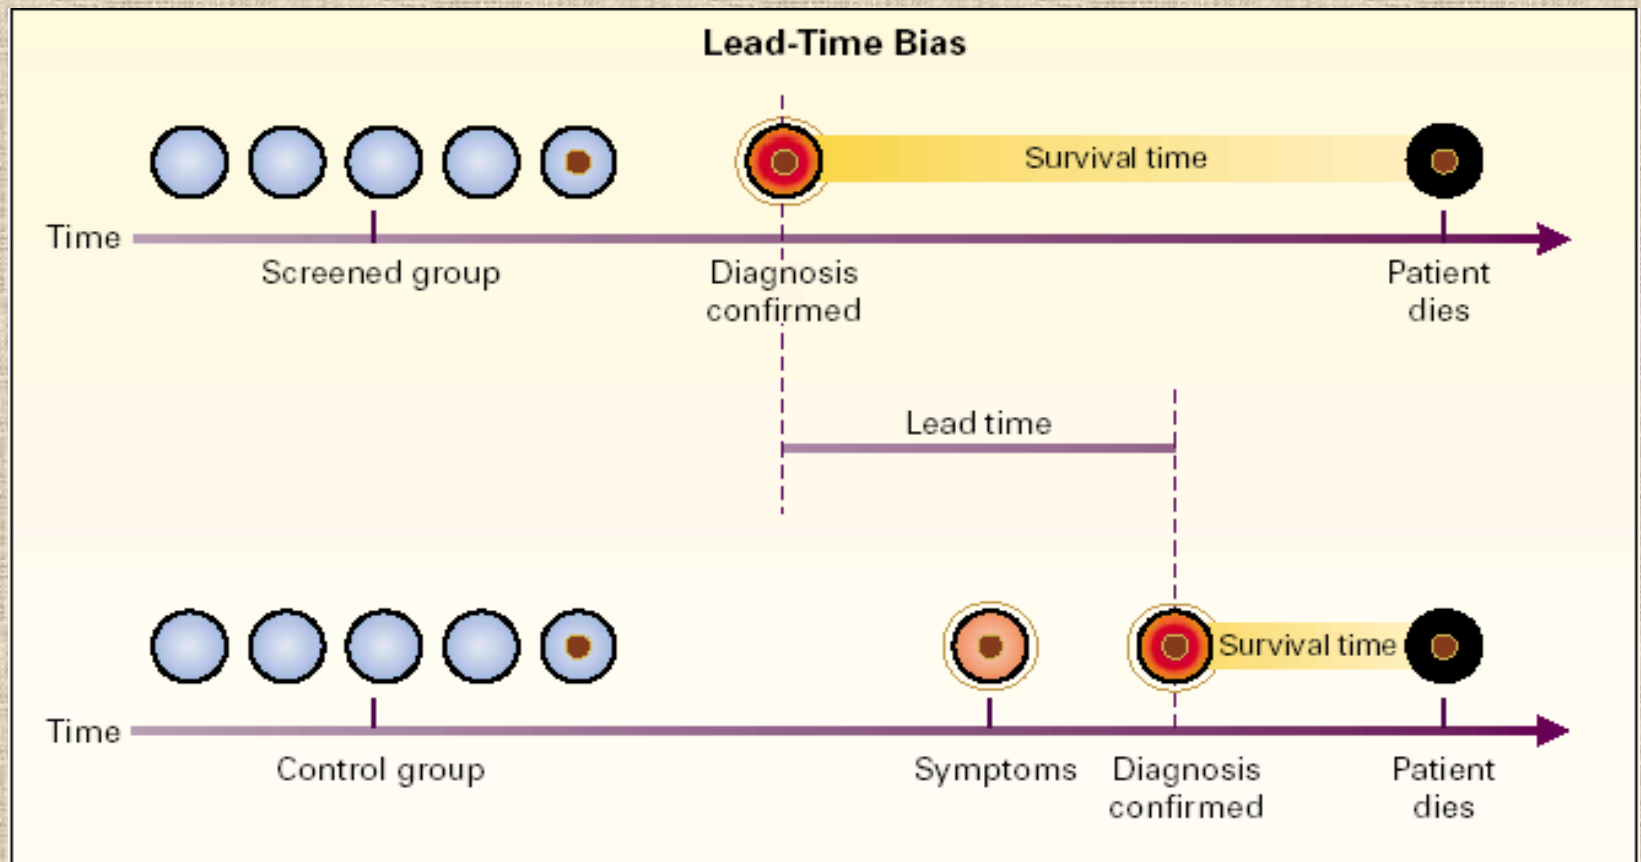 Lead-Time Bias
Survival time
Time
Screened group
Diagnosis
confirmed
Patient
dies
Lead time
Survival time
Time
Control group
Symptoms
Diagnosis
confirmed
Patient
dies